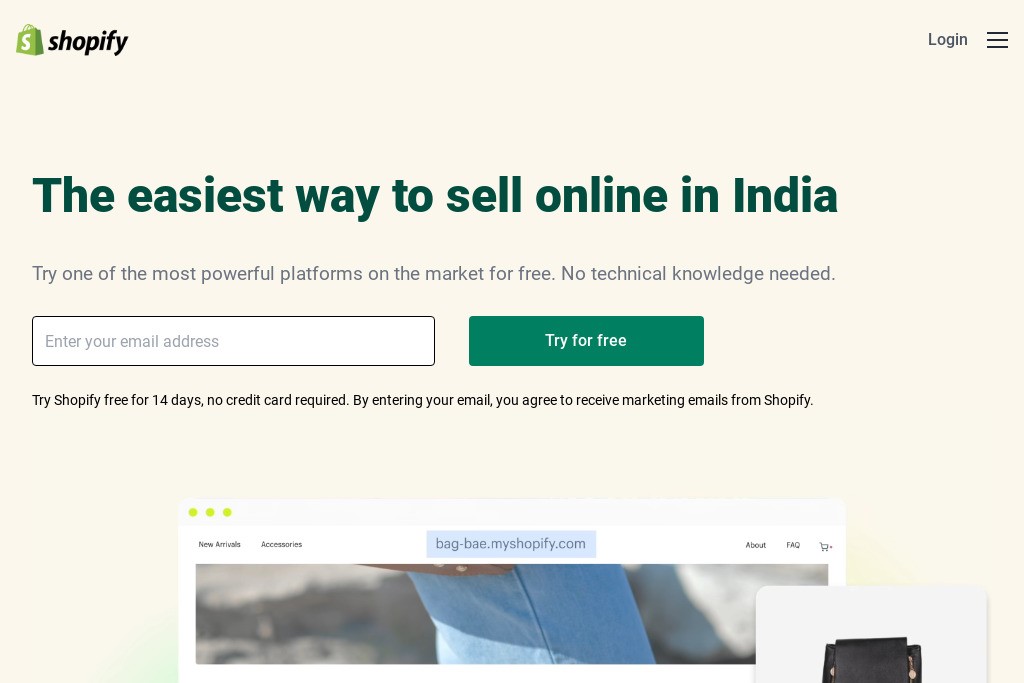 shopify
Login
The easiest way to sell online in India
Try one of the most powerful platforms on the market for free. No technical knowledge needed.
Enter your email address
Try for free
Try Shopify free for 14 days, no credit card required. By entering your email, you agree to receive marketing emails from Shopify.
New Arrivals Accessories bag-bae.myshopify.com About FAQ